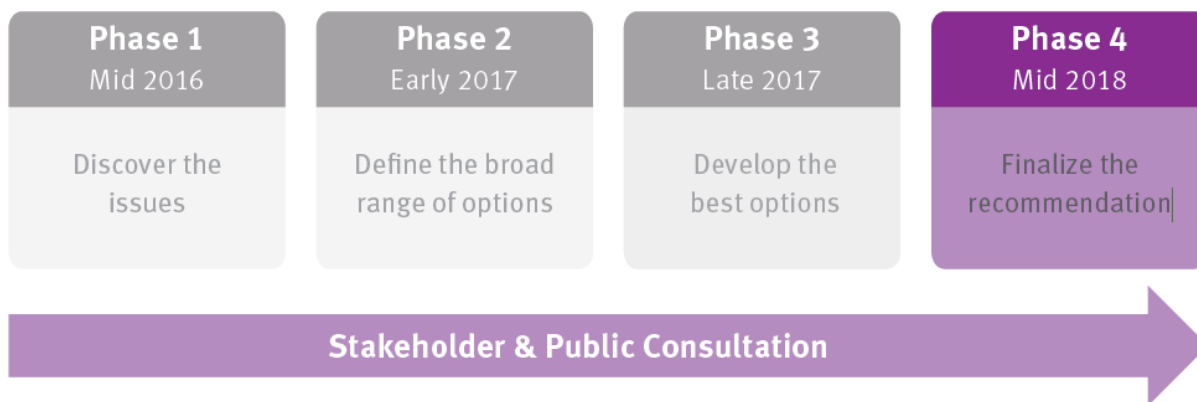 Phase 1
Mid 2016
Discover the
issues
Phase 2
Early 2017
Define the broad
range of options
Phase 3
Late 2017
Develop the
best options
Phase 4
Mid 2018
Finalize the
recommendation
Stakeholder & Public Consultation